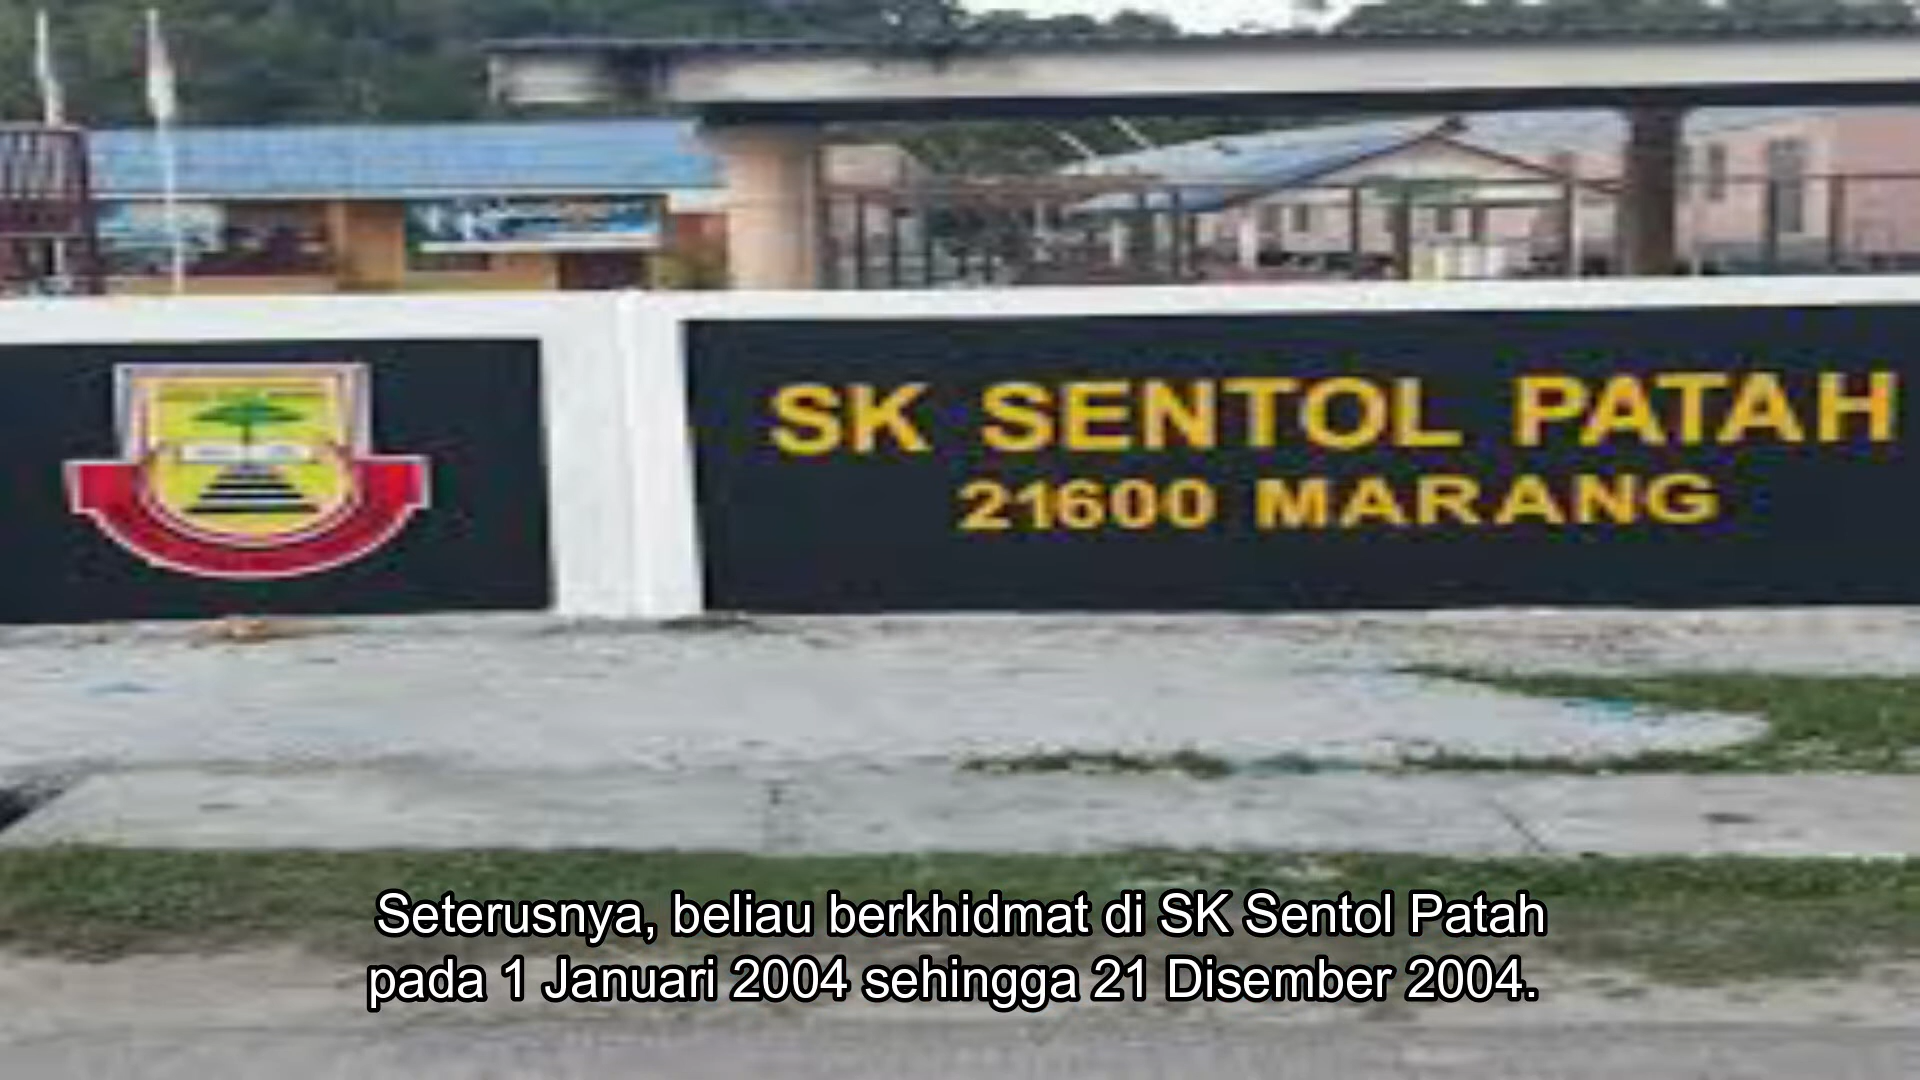 SK SENTOL PATAH
21600 MARANG
Seterusnya, beliau berkhidmat di SK Sentol Patah
pada 1 Januari 2004 sehingga 21 Disember 2004.